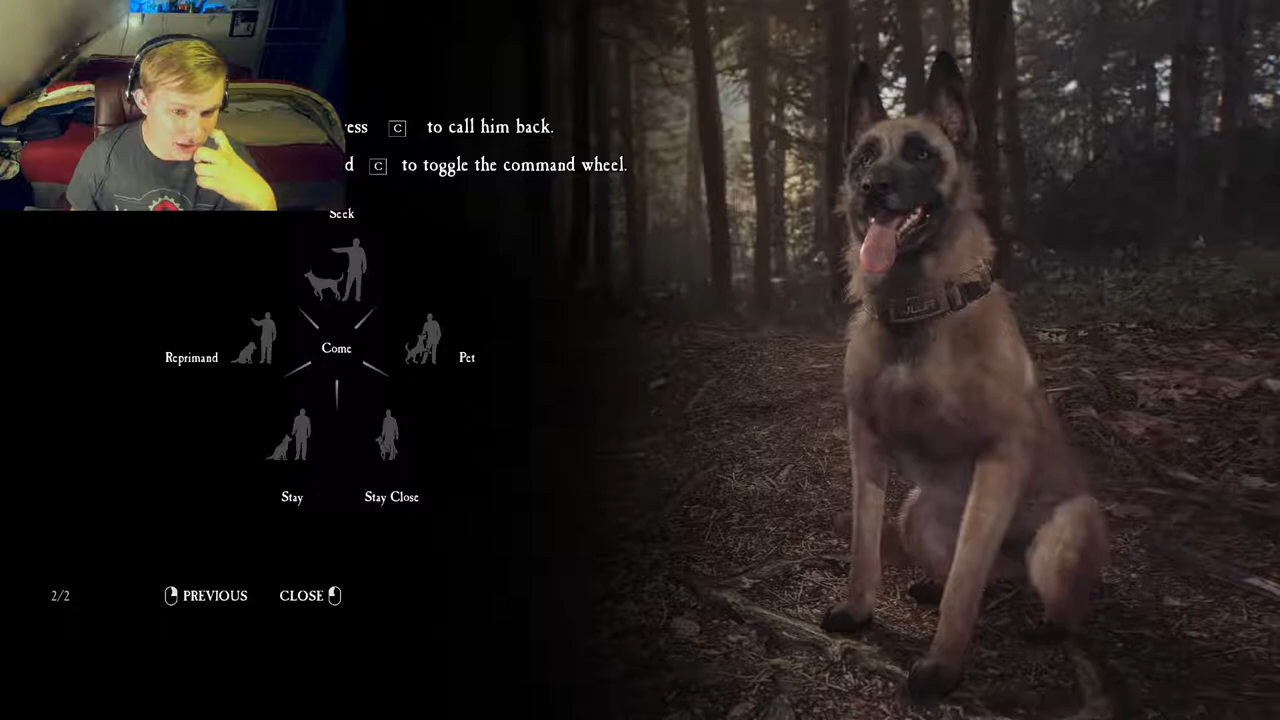 C to call him back.
C to toggle the command wheel.
Seek
Come
Reprimand Pet
Stay Stay Close
2/2 PREVIOUS CLOSE